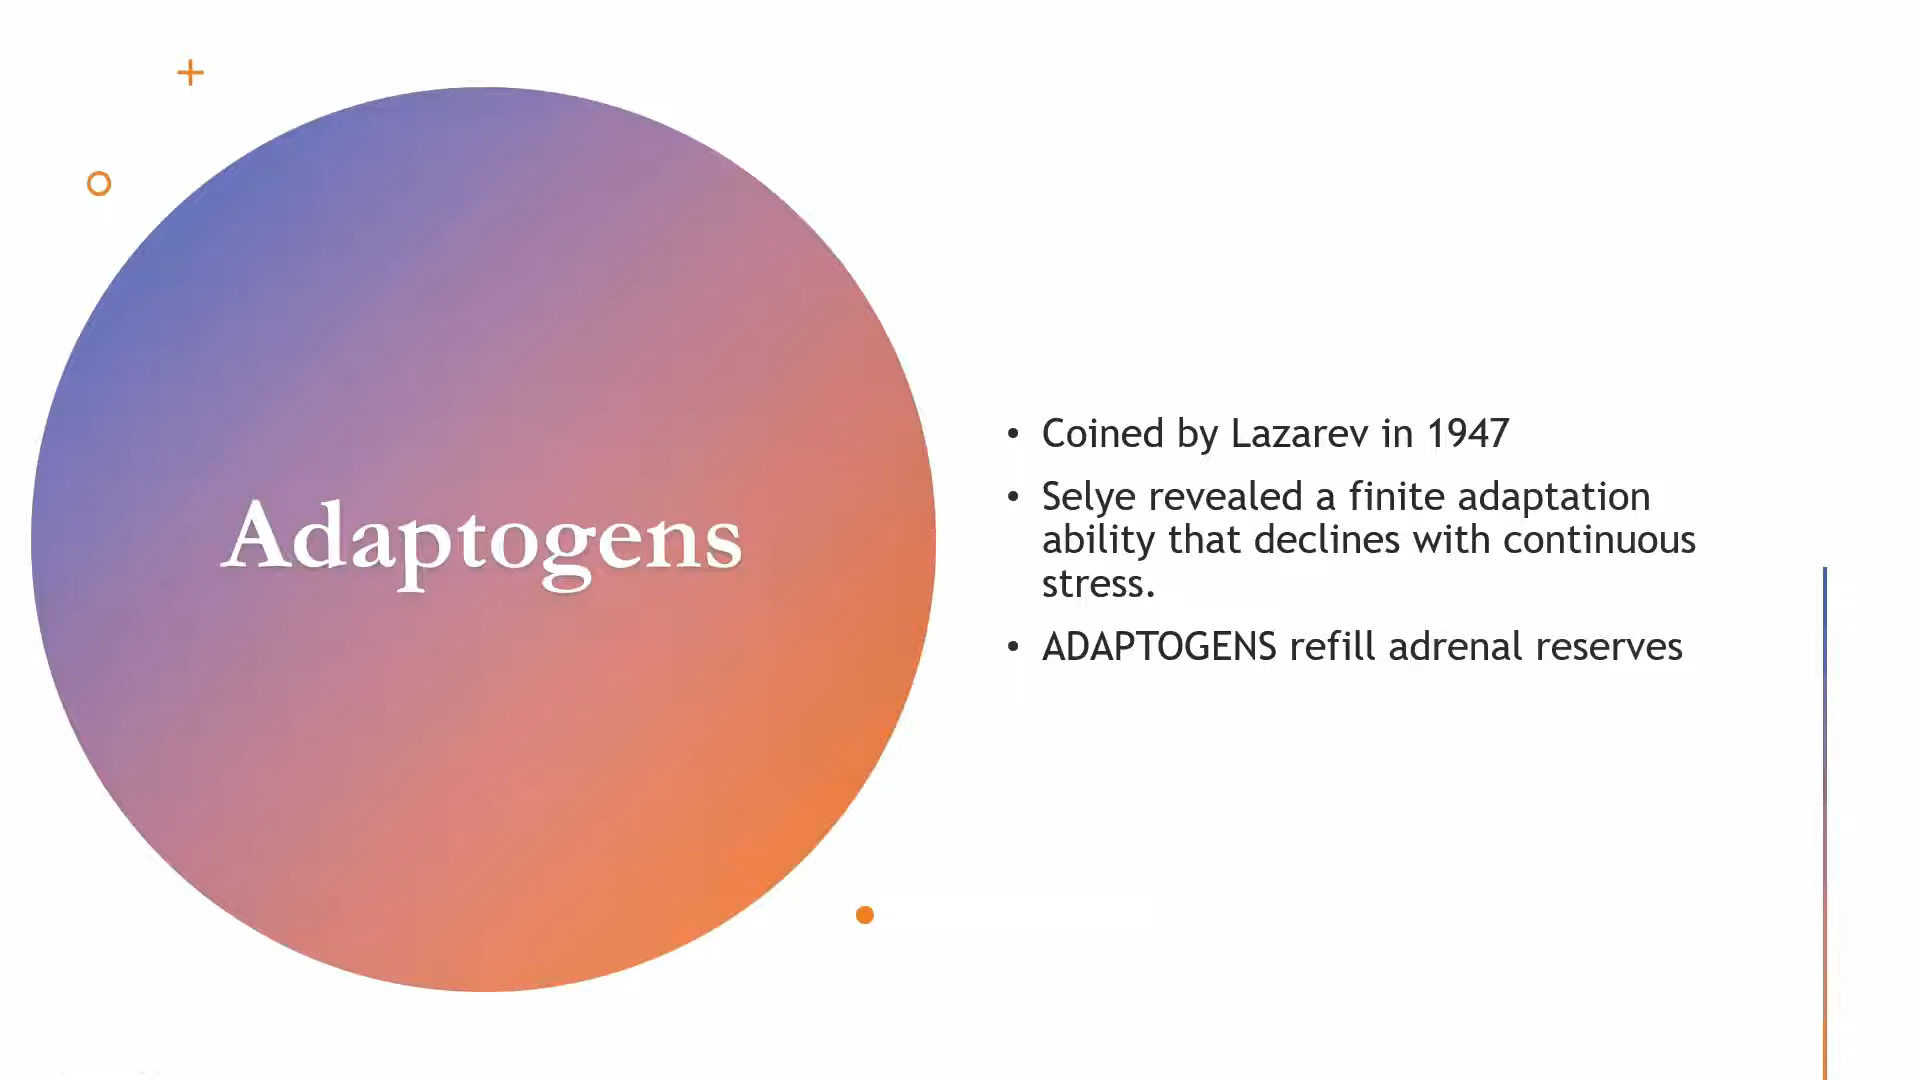 Adaptogens
• Coined by Lazarev in 1947
• Selye revealed a finite adaptation
ability that declines with continuous
stress.
• ADAPTOGENS refill adrenal reserves